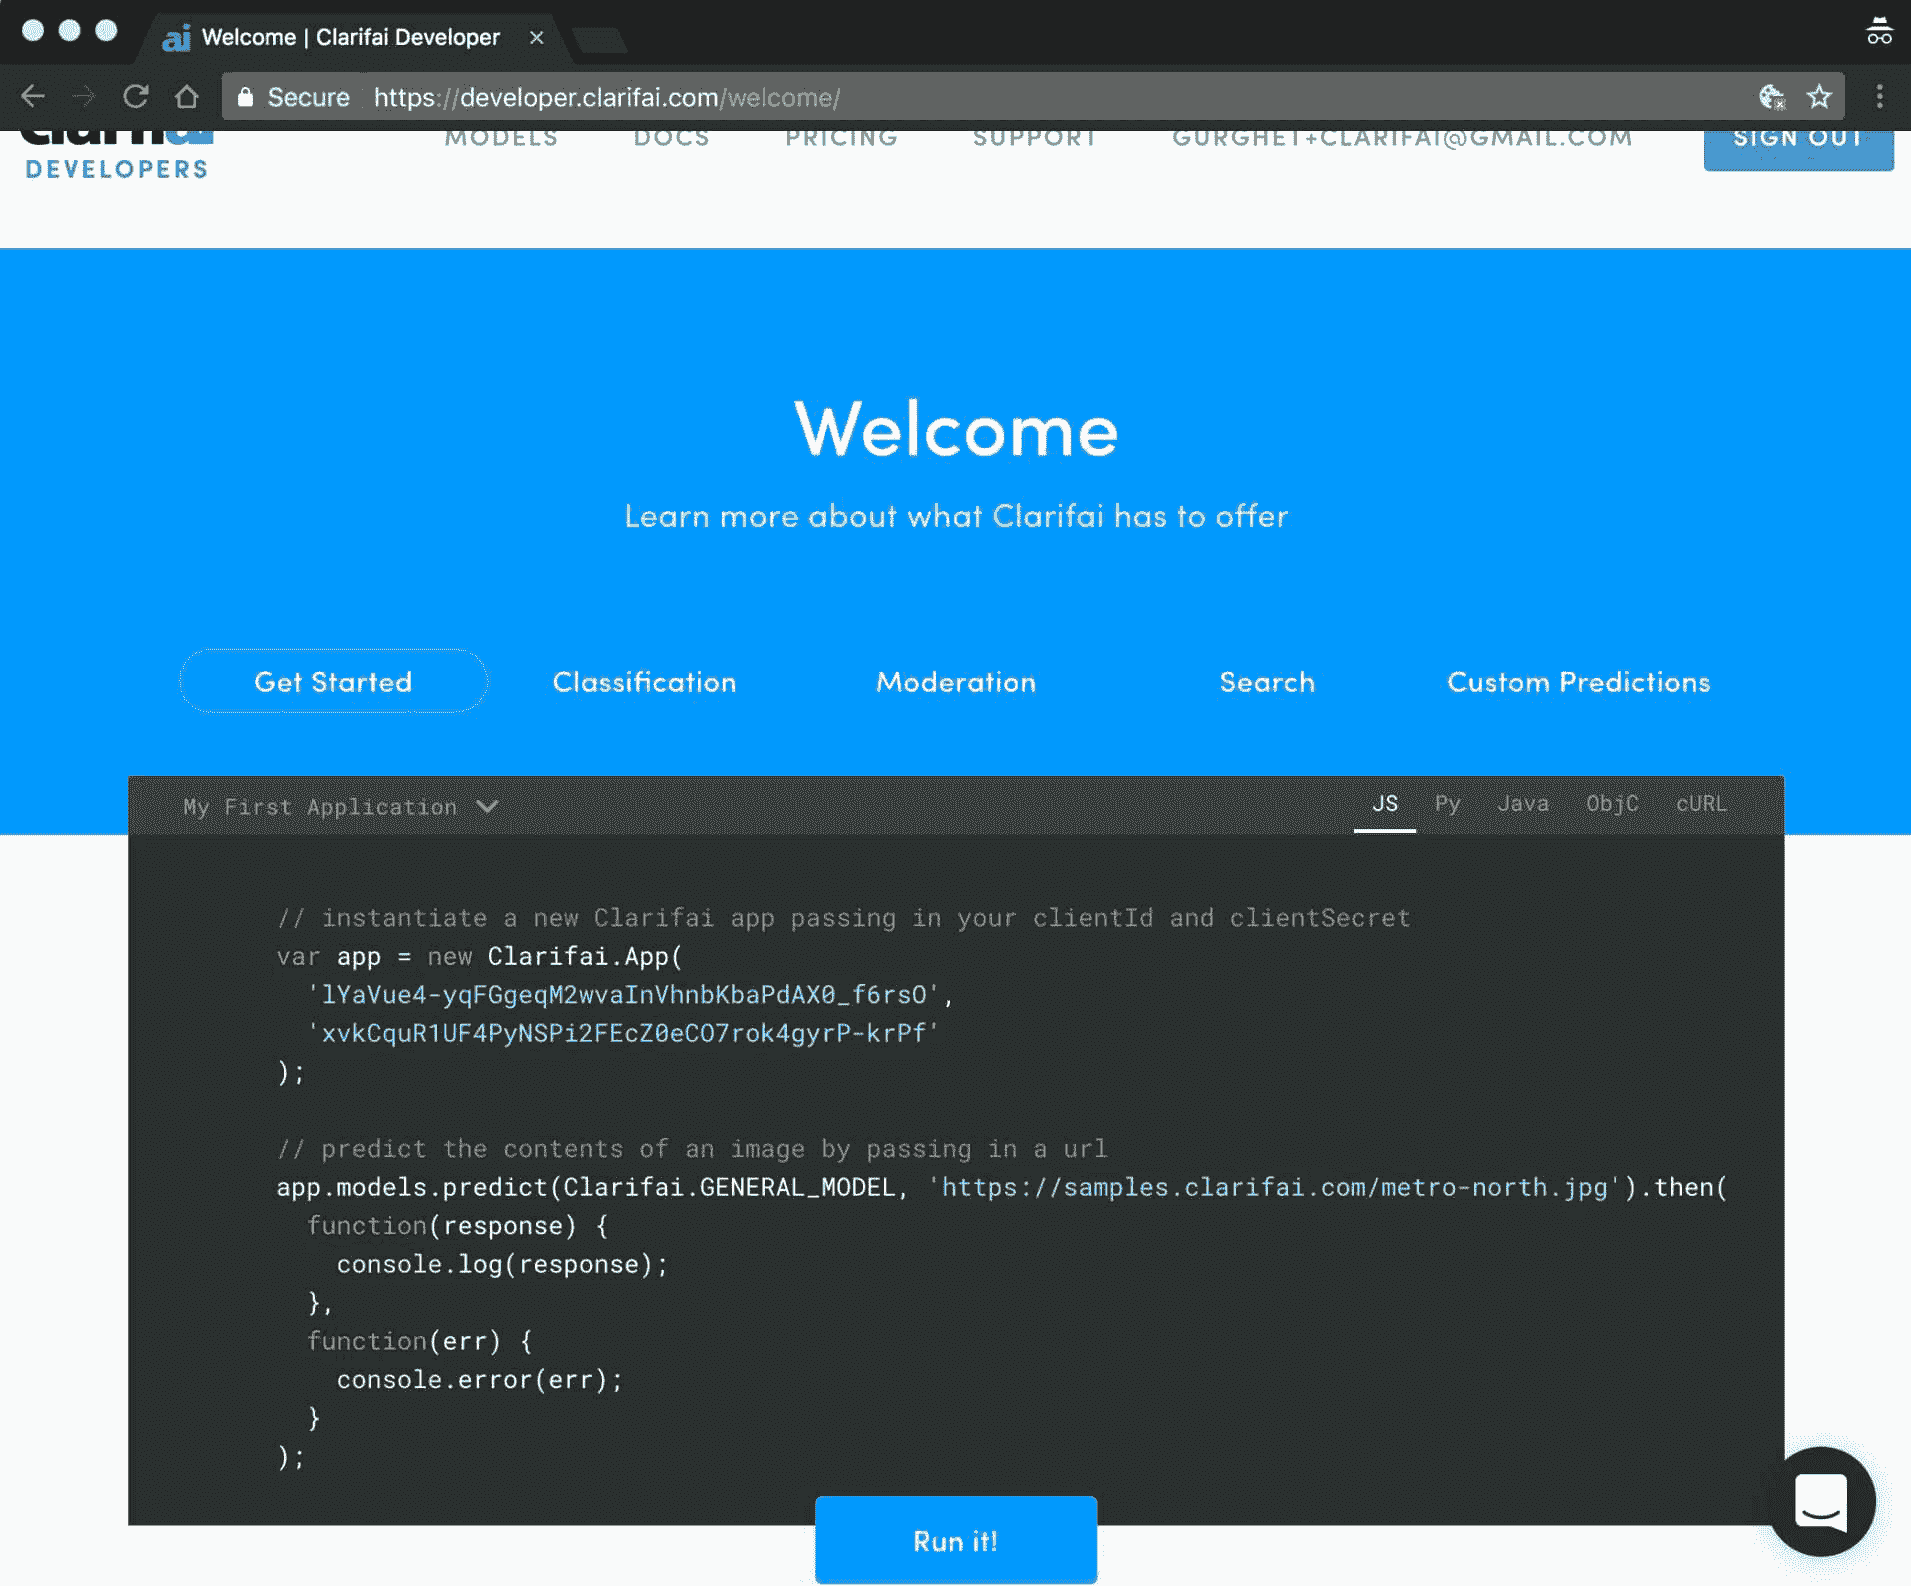 ai Welcome | Clarifai Developer ×
Secure https://developer.clarifai.com/welcome/
clarifai
DEVELOPERS
MODELS DOCS PRICING SUPPORT GURGHET+CLARIFAI@GMAIL.COM SIGN OUT
Welcome
Learn more about what Clarifai has to offer
Get Started Classification Moderation Search Custom Predictions
My First Application JS Py Java ObjC cURL
// instantiate a new Clarifai app passing in your clientId and clientSecret
var app = new Clarifai.App(
'lYaVue4-yqFGgeqM2wvaInVhnbKbaPdAX0_f6rsO',
'xvkCquR1UF4PyNSPi2FEcZ0eCO7rok4gyrP-krPf'
);
// predict the contents of an image by passing in a url
app.models.predict(Clarifai.GENERAL_MODEL, 'https://samples.clarifai.com/metro-north.jpg').then(
function(response) {
console.log(response);
},
function(err) {
console.error(err);
}
);
Run it!